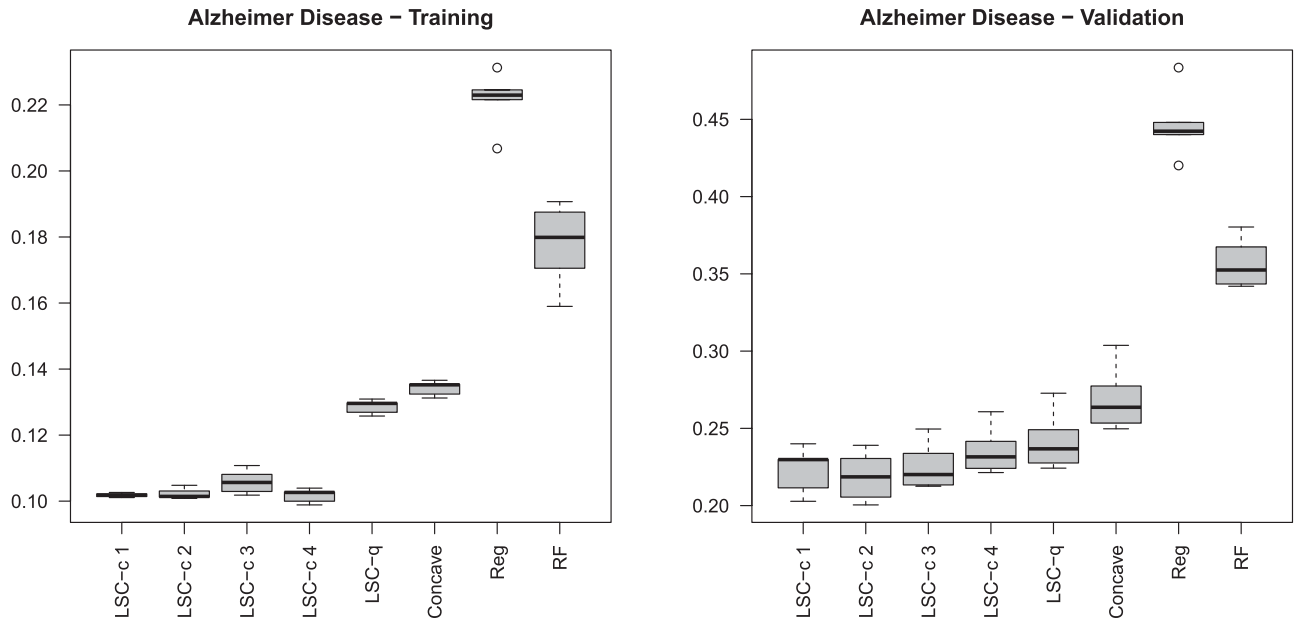 Alzheimer Disease − Training
0.22
0.20
0.18
0.16
0.14
0.12
0.10
LSC−c 1
LSC−c 2
LSC−c 3
LSC−c 4
LSC−q
Concave
Reg
RF
Alzheimer Disease − Validation
0.45
0.40
0.35
0.30
0.25
0.20
LSC−c 1
LSC−c 2
LSC−c 3
LSC−c 4
LSC−q
Concave
Reg
RF